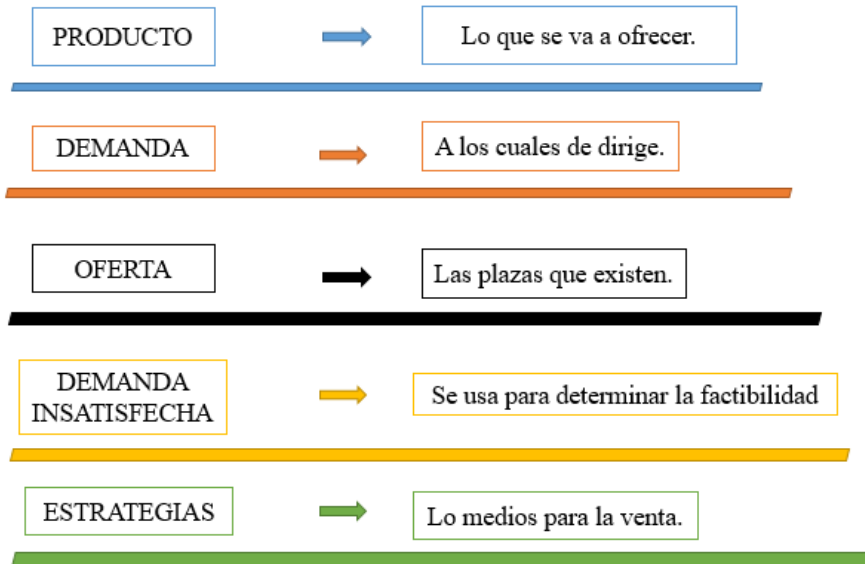 PRODUCTO
Lo que se va a ofrecer.
DEMANDA
A los cuales de dirige.
OFERTA
Las plazas que existen.
DEMANDA
INSATISFECHA
Se usa para determinar la factibilidad
ESTRATEGIAS
Lo medios para la venta.